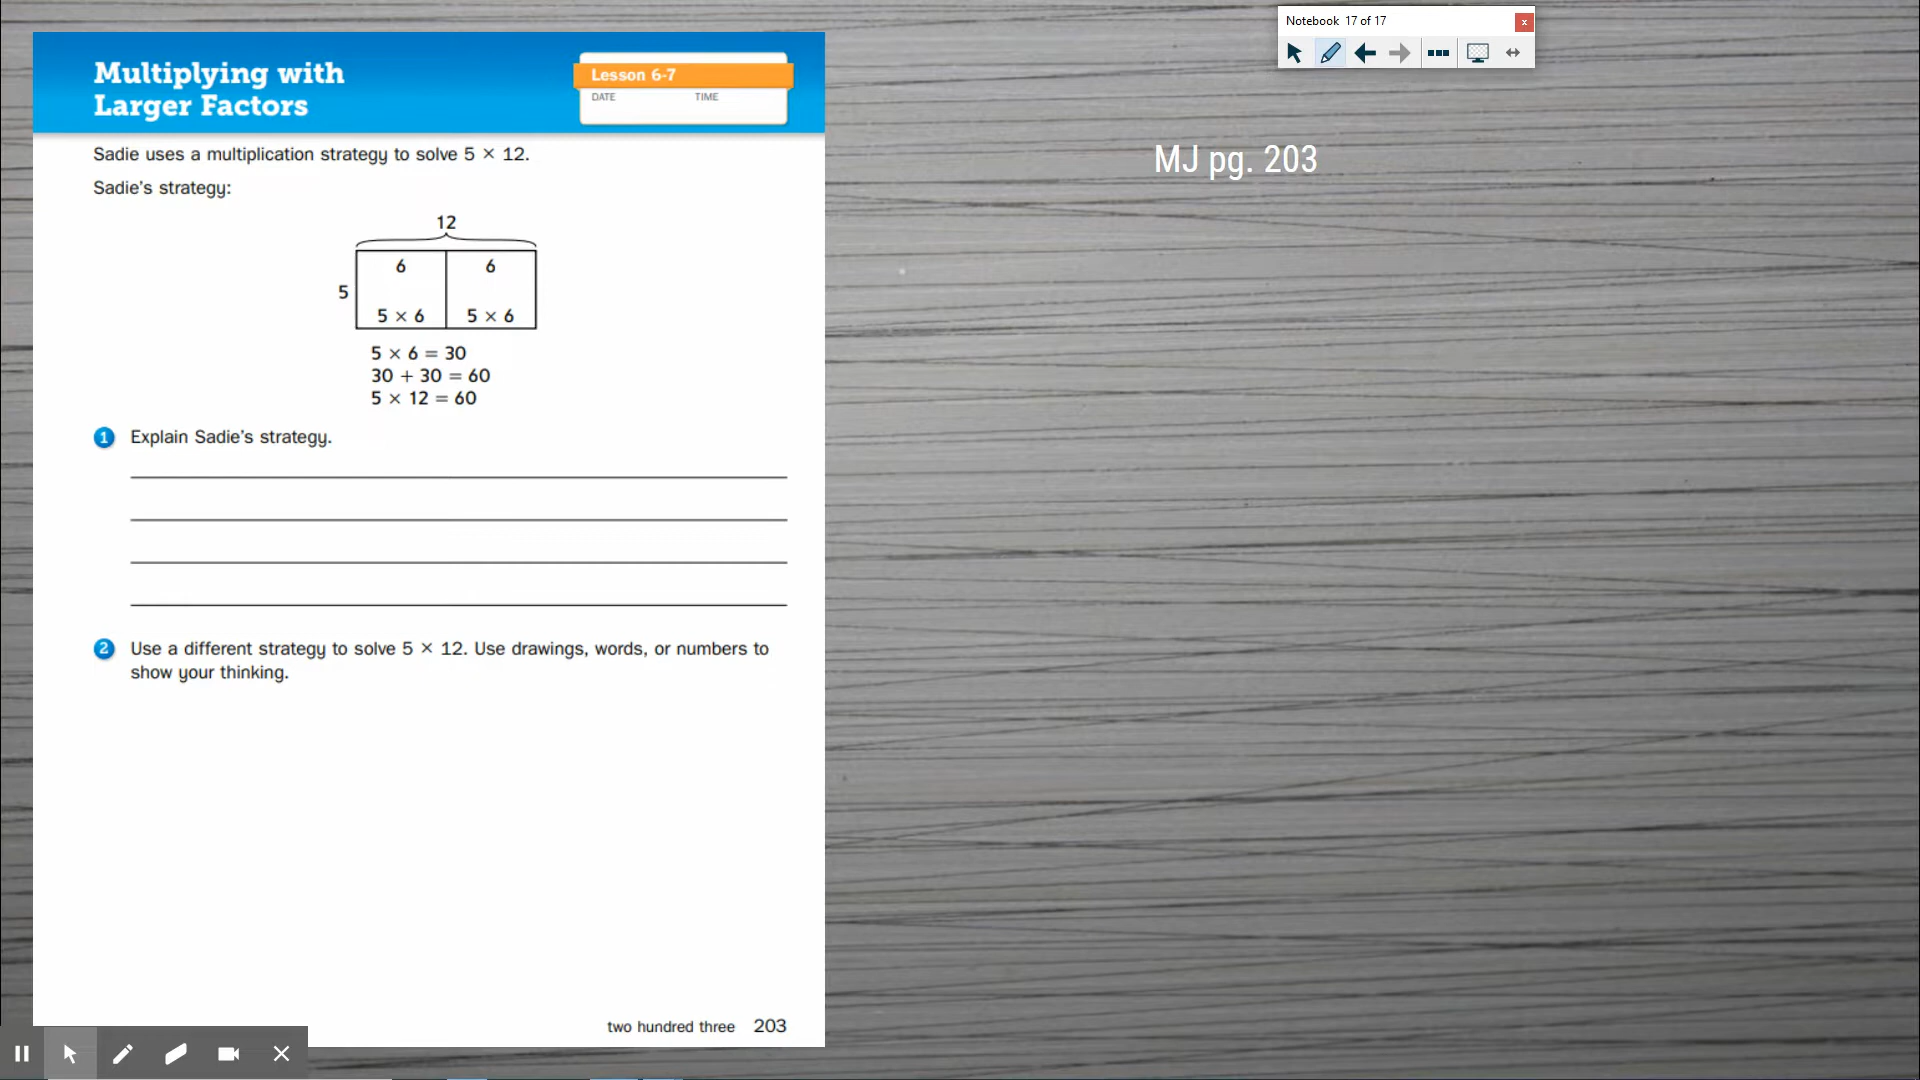 Notebook 17 of 17
Multiplying with
Larger Factors
Lesson 6-7
DATE TIME
Sadie uses a multiplication strategy to solve 5 × 12.
Sadie's strategy:
12
6 6
5
5 × 6 5 × 6
5 × 6 = 30
30 + 30 = 60
5 × 12 = 60
1 Explain Sadie's strategy.
2 Use a different strategy to solve 5 × 12. Use drawings, words, or numbers to
show your thinking.
two hundred three 203
MJ pg. 203